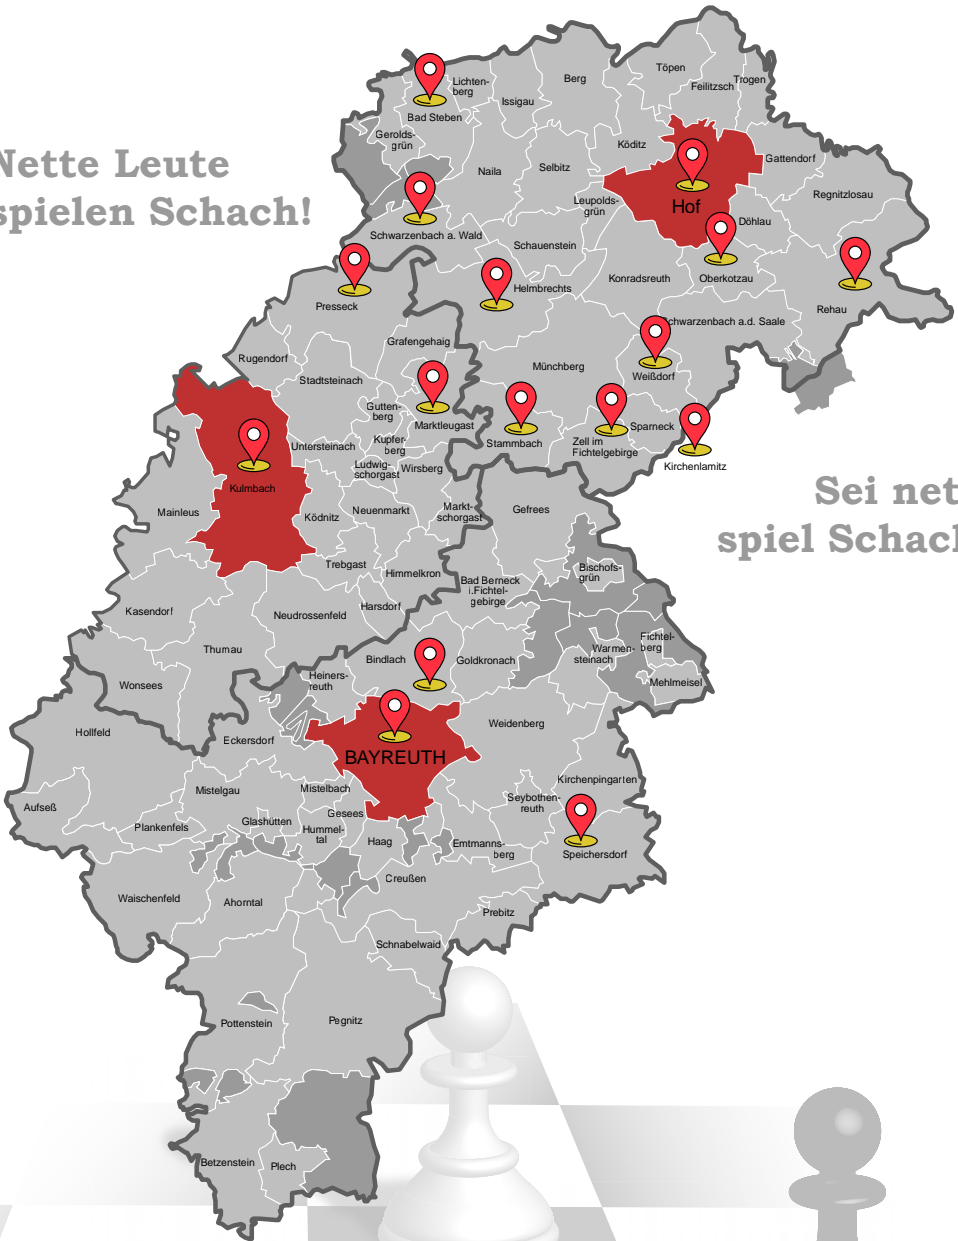 Nette Leute
spielen Schach!
Sei net
spiel Schach
Töpen
Berg
Trogen
Feilitzsch
Lichten-
berg
Issigau
Bad Steben
Gerolds-
grün
Köditz
Gattendorf
Naila
Selbitz
Regnitzlosau
Leupolds-
grün
Hof
Döhlau
Schwarzenbach a. Wald
Schauenstein
Konradsreuth
Oberkotzau
Helmbrechts
Presseck
Rehau
Schwarzenbach a.d. Saale
Grafengehaig
Rugendorf
Münchberg
Weißdorf
Stadtsteinach
Gutten-
berg
Marktleugast
Sparneck
Stammbach
Zell im
Fichtelgebirge
Kupfer-
berg
Untersteinach
Kirchenlamitz
Ludwig-
schorgast
Wirsberg
Kulmbach
Mainleus
Ködnitz
Neuenmarkt
Markt-
schorgast
Gefrees
Trebgast
Himmelkron
Bischofs-
grün
Bad Berneck
i.Fichtel-
gebirge
Kasendorf
Neudrossenfeld
Harsdorf
Thurnau
Fichtel-
berg
Warmen-
steinach
Bindlach
Goldkronach
Heiners-
reuth
Wonsees
Mehlmeisel
Weidenberg
Hollfeld
Eckersdorf
BAYREUTH
Kirchenpingarten
Mistelgau
Mistelbach
Seybothen-
reuth
Aufseß
Gesees
Glashütten
Plankenfels
Hummel-
tal
Haag
Emtmanns-
berg
Speichersdorf
Creußen
Waischenfeld
Ahorntal
Prebitz
Schnabelwaid
Pottenstein
Pegnitz
Betzenstein
Plech